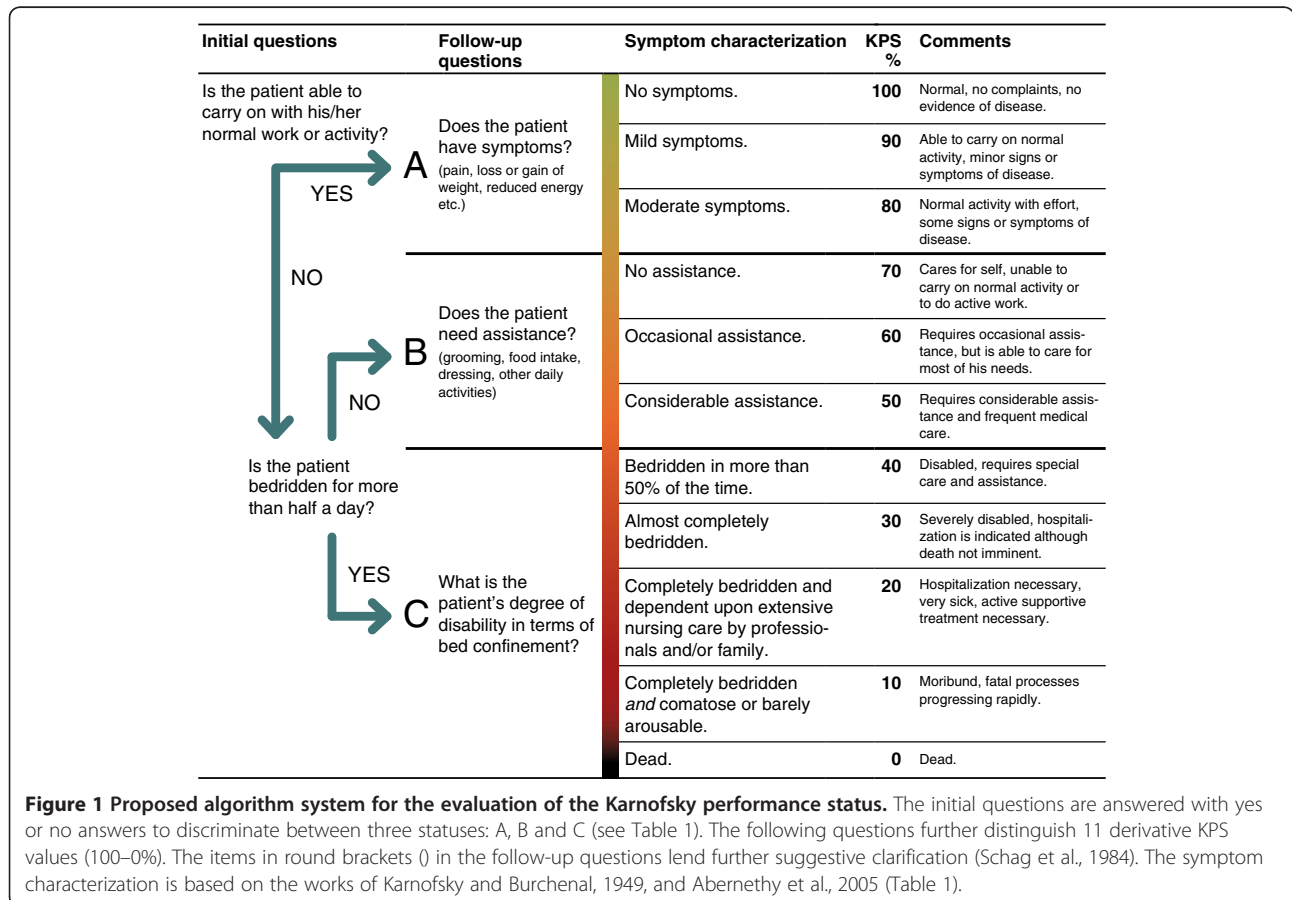 Initial questions
Follow-up
questions
Symptom characterization
KPS
%
Comments
Is the patient able to
carry on with his/her
normal work or activity?
YES
NO
Is the patient
bedridden for more
than half a day?
NO
YES
A
Does the patient
have symptoms?
(pain, loss or gain of
weight, reduced energy
etc.)
No symptoms.
100
Normal, no complaints, no
evidence of disease.
Mild symptoms.
90
Able to carry on normal
activity, minor signs or
symptoms of disease.
Moderate symptoms.
80
Normal activity with effort,
some signs or symptoms of
disease.
B
Does the patient
need assistance?
(grooming, food intake,
dressing, other daily
activities)
No assistance.
70
Cares for self, unable to
carry on normal activity or
to do active work.
Occasional assistance.
60
Requires occasional assis-
tance, but is able to care for
most of his needs.
Considerable assistance.
50
Requires considerable assis-
tance and frequent medical
care.
C
What is the
patient's degree of
disability in terms of
bed confinement?
Bedridden in more than
50% of the time.
40
Disabled, requires special
care and assistance.
Almost completely
bedridden.
30
Severely disabled, hospitali-
zation is indicated although
death not imminent.
Completely bedridden and
dependent upon extensive
nursing care by professio-
nals and/or family.
20
Hospitalization necessary,
very sick, active supportive
treatment necessary.
Completely bedridden
and comatose or barely
arousable.
10
Moribund, fatal processes
progressing rapidly.
Dead.
0
Dead.
Figure 1 Proposed algorithm system for the evaluation of the Karnofsky performance status. The initial questions are answered with yes
or no answers to discriminate between three statuses: A, B and C (see Table 1). The following questions further distinguish 11 derivative KPS
values (100–0%). The items in round brackets () in the follow-up questions lend further suggestive clarification (Schag et al., 1984). The symptom
characterization is based on the works of Karnofsky and Burchenal, 1949, and Abernethy et al., 2005 (Table 1).